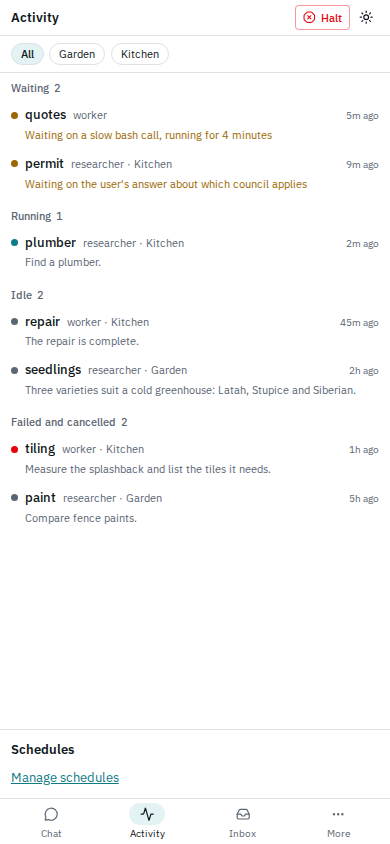 Activity
Halt
All
Garden
Kitchen
Waiting 2
quotes worker 5m ago
Waiting on a slow bash call, running for 4 minutes
permit researcher · Kitchen 9m ago
Waiting on the user's answer about which council applies
Running 1
plumber researcher · Kitchen 2m ago
Find a plumber.
Idle 2
repair worker · Kitchen 45m ago
The repair is complete.
seedlings researcher · Garden 2h ago
Three varieties suit a cold greenhouse: Latah, Stupice and Siberian.
Failed and cancelled 2
tiling worker · Kitchen 1h ago
Measure the splashback and list the tiles it needs.
paint researcher · Garden 5h ago
Compare fence paints.
Schedules
Manage schedules
Chat
Activity
Inbox
More